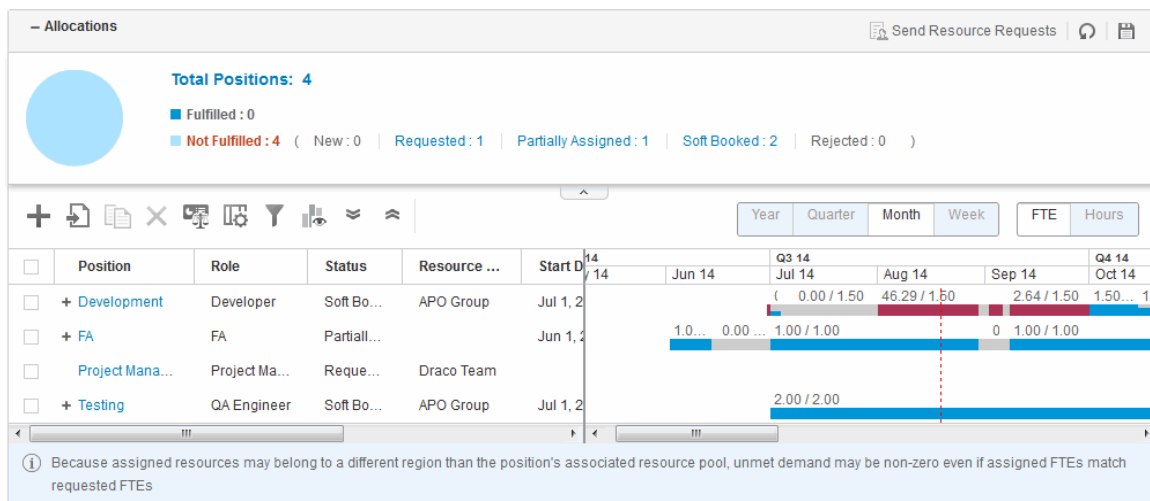 – Allocations
Send Resource Requests
Total Positions: 4
Fulfilled : 0
Not Fulfilled : 4 ( New : 0 Requested : 1 Partially Assigned : 1 Soft Booked : 2 Rejected : 0 )
Year Quarter Month Week FTE Hours
14 Q3 14 Q4 14
Position Role Status Resource ... Start D
/ 14 Jun 14 Jul 14 Aug 14 Sep 14 Oct 14
+ Development Developer Soft Bo... APO Group Jul 1, 2 ( 0.00 / 1.50 46.29 / 1.50 2.64 / 1.50 1.50... 1
+ FA FA Partiall... Jun 1, 2 1.0... 0.00 ... 1.00 / 1.00 0 1.00 / 1.00
Project Mana... Project Ma... Reque... Draco Team
+ Testing QA Engineer Soft Bo... APO Group Jul 1, 2 2.00 / 2.00
Because assigned resources may belong to a different region than the position's associated resource pool, unmet demand may be non-zero even if assigned FTEs match
requested FTEs